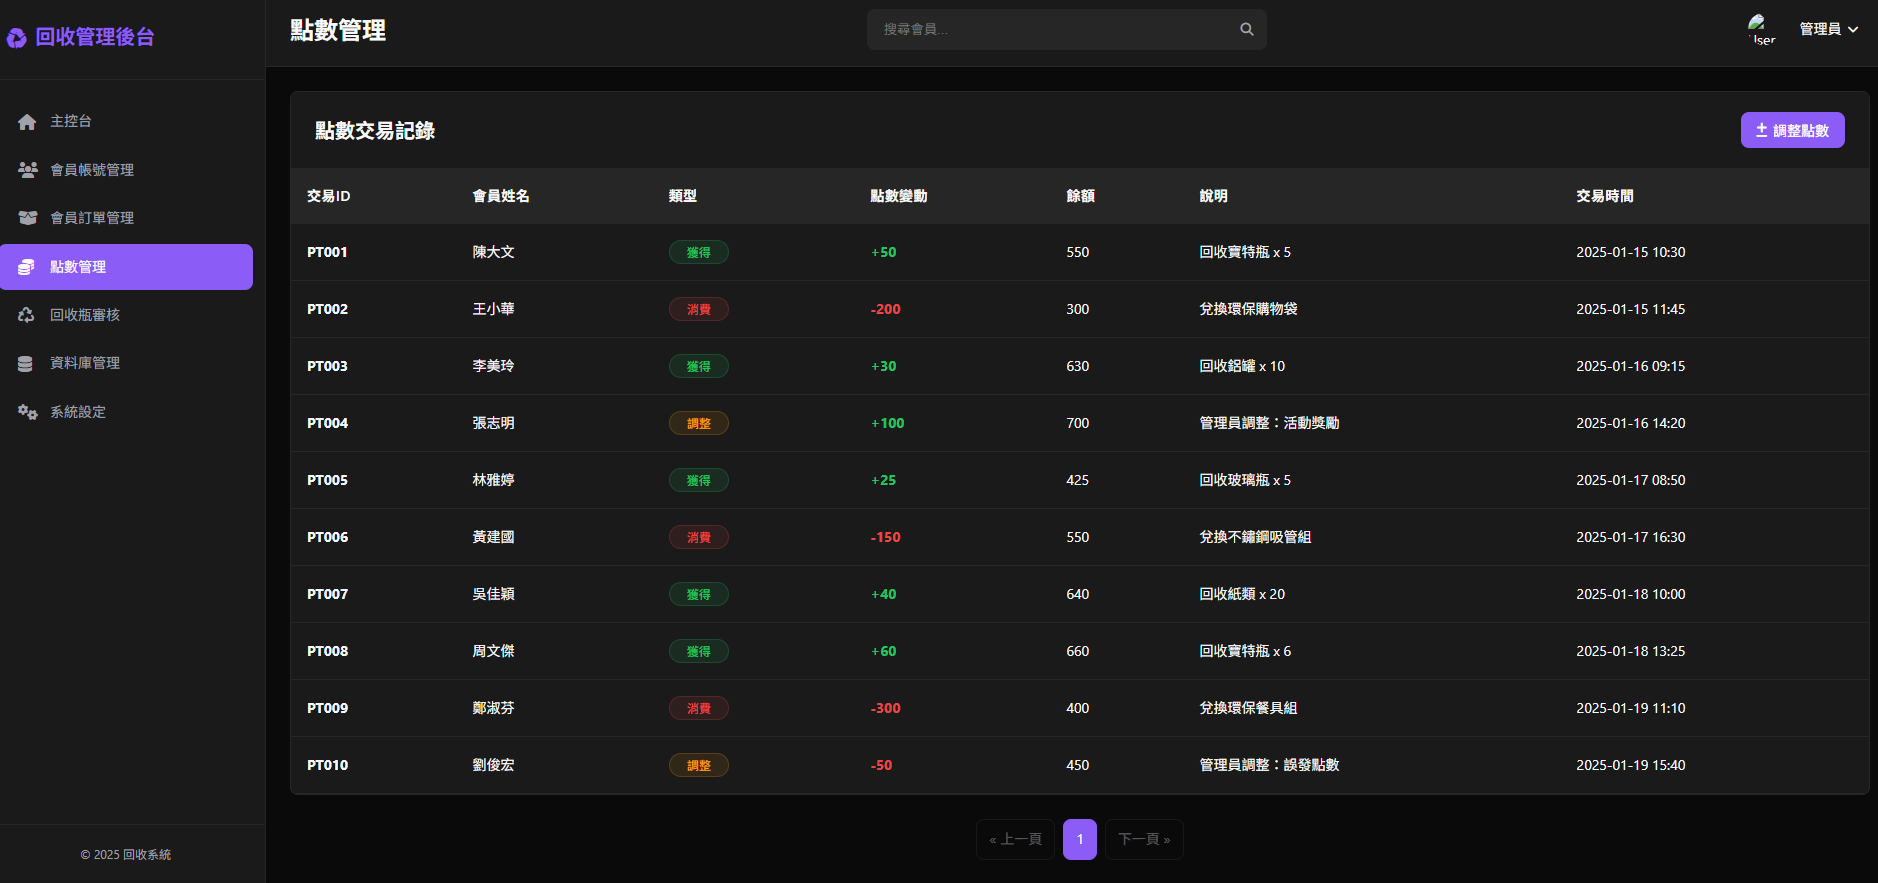 回收管理後台
點數管理
搜尋會員...
User
管理員
主控台
會員帳號管理
會員訂單管理
點數管理
回收瓶審核
資料庫管理
系統設定
© 2025 回收系統
點數交易記錄
調整點數
交易ID 會員姓名 類型 點數變動 餘額 說明 交易時間
PT001 陳大文 獲得 +50 550 回收寶特瓶 x 5 2025-01-15 10:30
PT002 王小華 消費 -200 300 兌換環保購物袋 2025-01-15 11:45
PT003 李美玲 獲得 +30 630 回收鋁罐 x 10 2025-01-16 09:15
PT004 張志明 調整 +100 700 管理員調整：活動獎勵 2025-01-16 14:20
PT005 林雅婷 獲得 +25 425 回收玻璃瓶 x 5 2025-01-17 08:50
PT006 黃建國 消費 -150 550 兌換不鏽鋼吸管組 2025-01-17 16:30
PT007 吳佳穎 獲得 +40 640 回收紙類 x 20 2025-01-18 10:00
PT008 周文傑 獲得 +60 660 回收寶特瓶 x 6 2025-01-18 13:25
PT009 鄭淑芬 消費 -300 400 兌換環保餐具組 2025-01-19 11:10
PT010 劉俊宏 調整 -50 450 管理員調整：誤發點數 2025-01-19 15:40
« 上一頁 1 下一頁 »